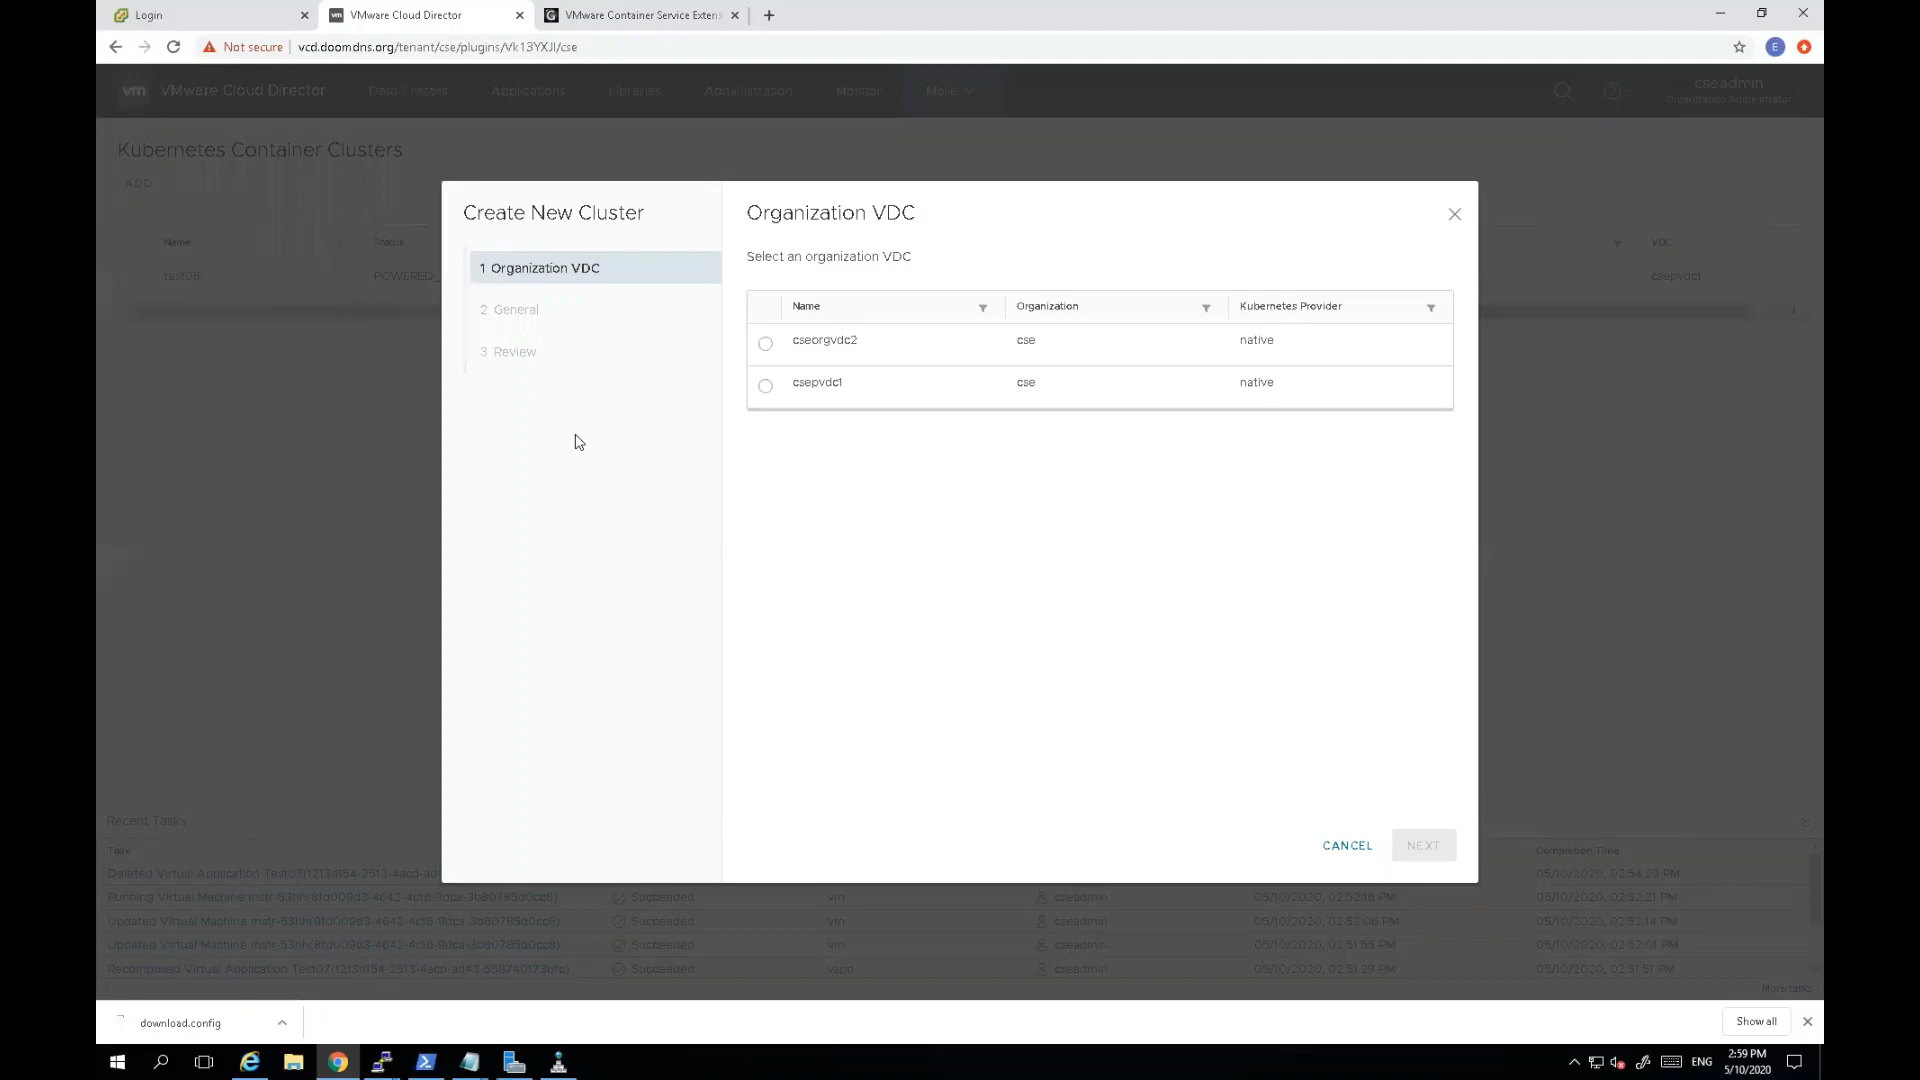 Login
VMware Cloud Director
VMware Container Service Extens
Not secure
vcd.doomdns.org/tenant/cse/plugins/Vk13YXJl/cse
E
vm VMware Cloud Director Data Centers Applications Libraries Administration Monitor More
cseadmin
Organization Administrator
Kubernetes Container Clusters
ADD
Name Status VDC
test05 POWERED_ csepvdc1
Create New Cluster
1 Organization VDC
2 General
3 Review
Organization VDC
Select an organization VDC
Name Organization Kubernetes Provider
cseorgvdc2 cse native
csepvdc1 cse native
CANCEL NEXT
Recent Tasks
Task Completion Time
Deleted Virtual Application Test07(f213d154-2513-4acd-ad 05/10/2020, 02:54:29 PM
Running Virtual Machine mstr-53hh(8fd009d3-4642-4c16-9dca-3b80785d0cc8) Succeeded vm cseadmin 05/10/2020, 02:52:16 PM 05/10/2020, 02:52:21 PM
Updated Virtual Machine mstr-53hh(8fd009d3-4642-4c16-9dca-3b80785d0cc8) Succeeded vm cseadmin 05/10/2020, 02:52:06 PM 05/10/2020, 02:52:14 PM
Updated Virtual Machine mstr-53hh(8fd009d3-4642-4c16-9dca-3b80785d0cc8) Succeeded vm cseadmin 05/10/2020, 02:51:55 PM 05/10/2020, 02:52:01 PM
Recomposed Virtual Application Test07(f213d154-2513-4acd-ad43-558740173b1c) Succeeded vapp cseadmin 05/10/2020, 02:51:29 PM 05/10/2020, 02:51:51 PM
More tasks
download.config
Show all
ENG
2:59 PM
5/10/2020